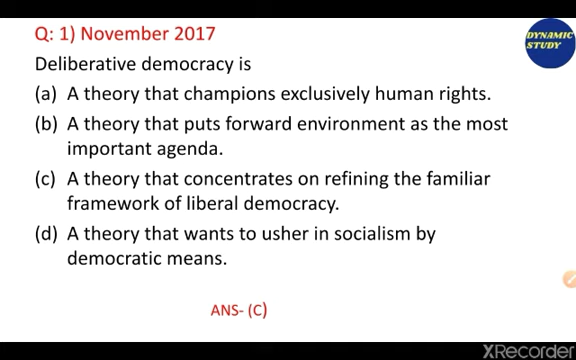 Q: 1) November 2017
DYNAMIC
STUDY
Deliberative democracy is
(a) A theory that champions exclusively human rights.
(b) A theory that puts forward environment as the most
important agenda.
(c) A theory that concentrates on refining the familiar
framework of liberal democracy.
(d) A theory that wants to usher in socialism by
democratic means.
ANS- (C)
XRecorder